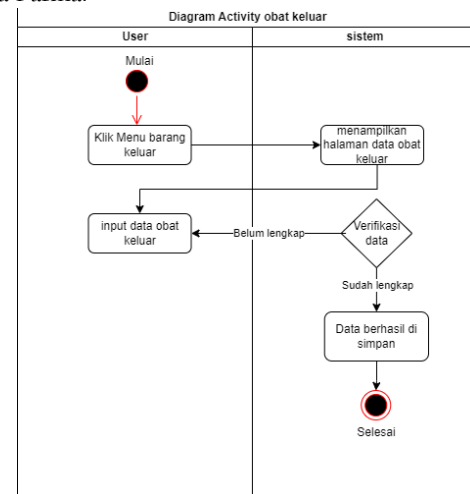 Diagram Activity obat keluar
User
sistem
Mulai
Klik Menu barang
keluar
menampilkan
halaman data obat
keluar
input data obat
keluar
Belum lengkap
Verifikasi
data
Sudah lengkap
Data berhasil di
simpan
Selesai